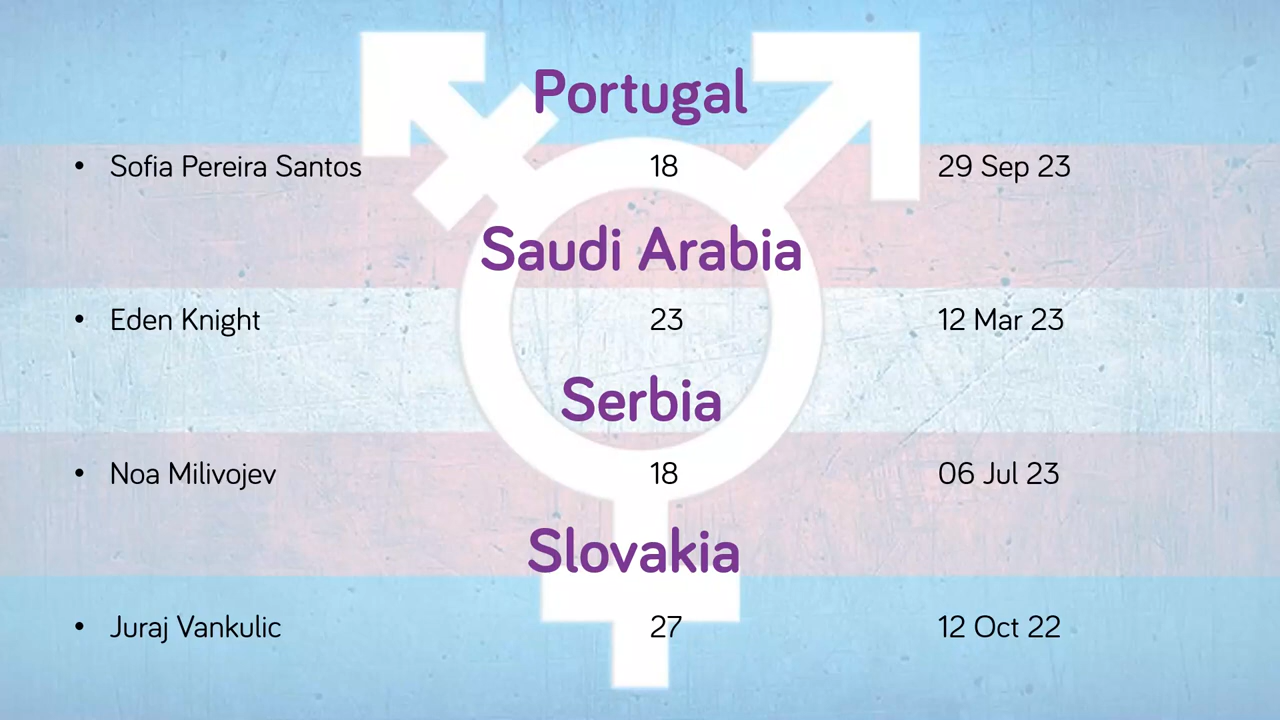 Portugal
• Sofia Pereira Santos 18 29 Sep 23
Saudi Arabia
• Eden Knight 23 12 Mar 23
Serbia
• Noa Milivojev 18 06 Jul 23
Slovakia
• Juraj Vankulic 27 12 Oct 22